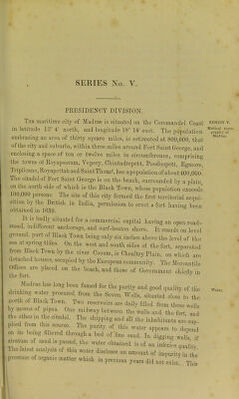 SERIES No. V.
PRESIDENCY DIVISION.
SERIES V.
Medical topography of Madras.
THE maritime city of Madras is situated on the Coromandel Coast
in latitude 13° 4′ north, and longitude 18° 14′ east. The population
embracing an area of thirty square miles, is estimated at 800,000, that
of the city and suburbs, within three miles around Fort Saint George, and
enclosing a space of ten or twelve miles in circumference, comprising
the towns of Royapooram, Vepery, Chintadrepett, Poodoopett, Egmore,
Triplicane, Royapettah and Saint Thomé, has a population of about 400,000.
The citadel of Fort Saint George is on the beach, surrounded by a plain,
on the north side of which is the Black Town, whose population exceeds
100,000 persons. The site of this city formed the first territorial acquisition
by the British in India, permission to erect a fort having been
obtained in 1639.
It is badly situated for a commercial capital having an open roadstead,
indifferent anchorage, and surf-beaten shore. It stands on level
ground, part of Black Town being only six inches above the level of the
sea at spring tides. On the west and south sides of the fort, separated
from Black Town by the river Cooum, is Choultry Plain, on which are
detached houses, occupied by the European community. The Mercantile
Offices are placed on the beach, and those of Government chiefly in
the fort.
Water.
Madras has long been famed for the purity and good quality of the
drinking water procured from the Seven Wells, situated close to the
north of Black Town. Two reservoirs are daily filled from these wells
by means of pipes. One midway between the wells and the fort, and
the other in the citadel. The shipping and all the inhabitants are supplied
from this source. The purity of this water appears to depend
on its being filtered through a bed of fine sand. In digging wells, if
stratum of sand is passed, the water obtained is of an inferior quality.
The latest analysis of this water discloses an amount of impurity in the
presence of organic matter which in previous years did not exist. This